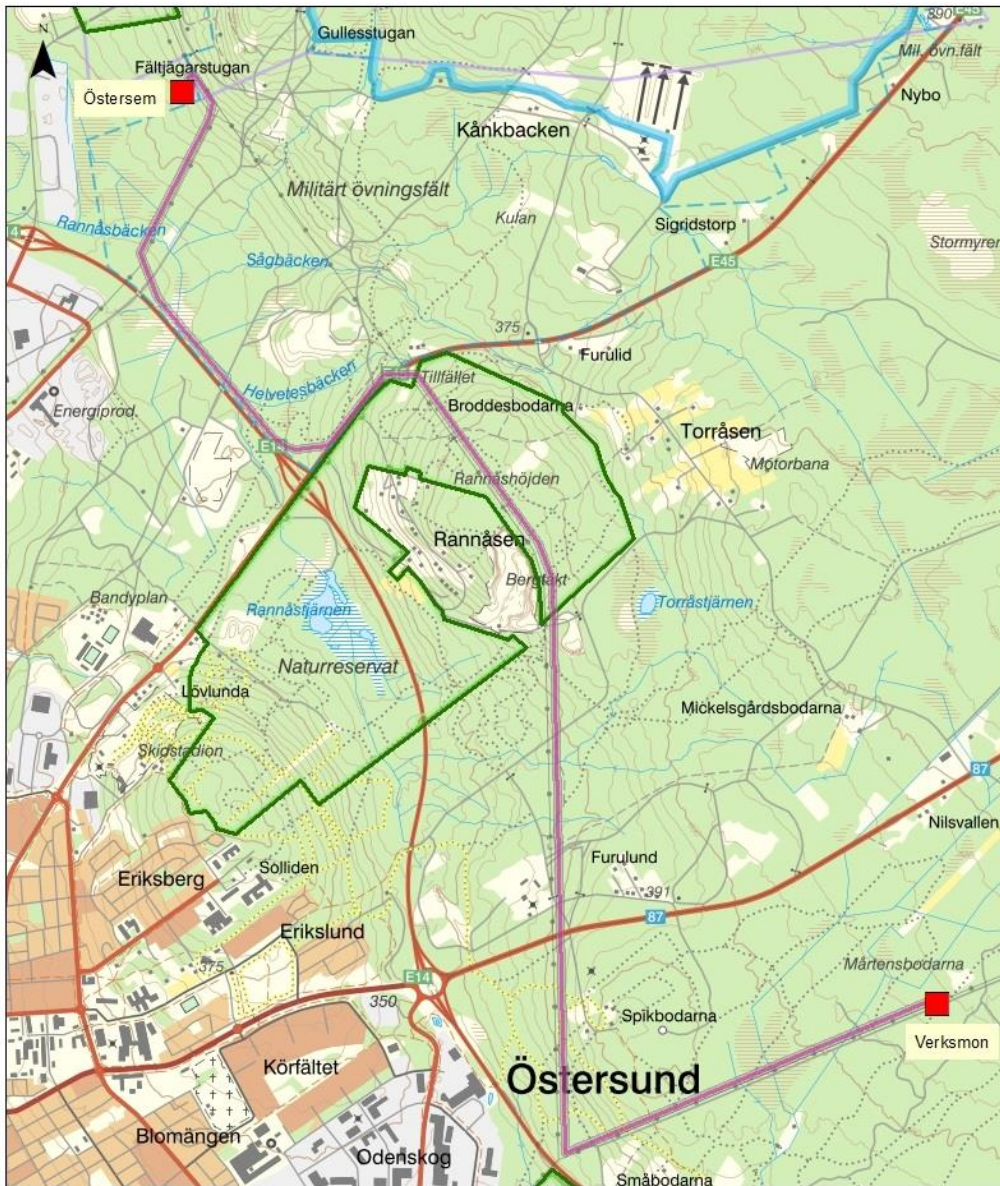 N
390
E45
Gullesstugan
Mil. övn.fält
Fältjägarstugan
Östersem
Nybo
Kånkbacken
Militärt övningsfält
Kulan
Rannåsbäcken
Sigridstorp
Stormyren
Sågbäcken
E45
375
Furulid
Helvetesbäcken
Tillfället
Broddesbodarna
Energiprod.
Torråsen
E14
Motorbana
Rannåshöjden
Rannåsen
Bergtäkt
Bandyplan
Rannåstjärnen
Torråstjärnen
Naturreservat
Lövlunda
Mickelsgårdsbodarna
Skidstadion
87
Nilsvallen
Furulund
Solliden
Eriksberg
391
87
Erikslund
375
E14
Mårtensbodarna
350
Spikbodarna
Verksmon
Körfältet
Östersund
Blomängen
Odenskog
Småbodarna